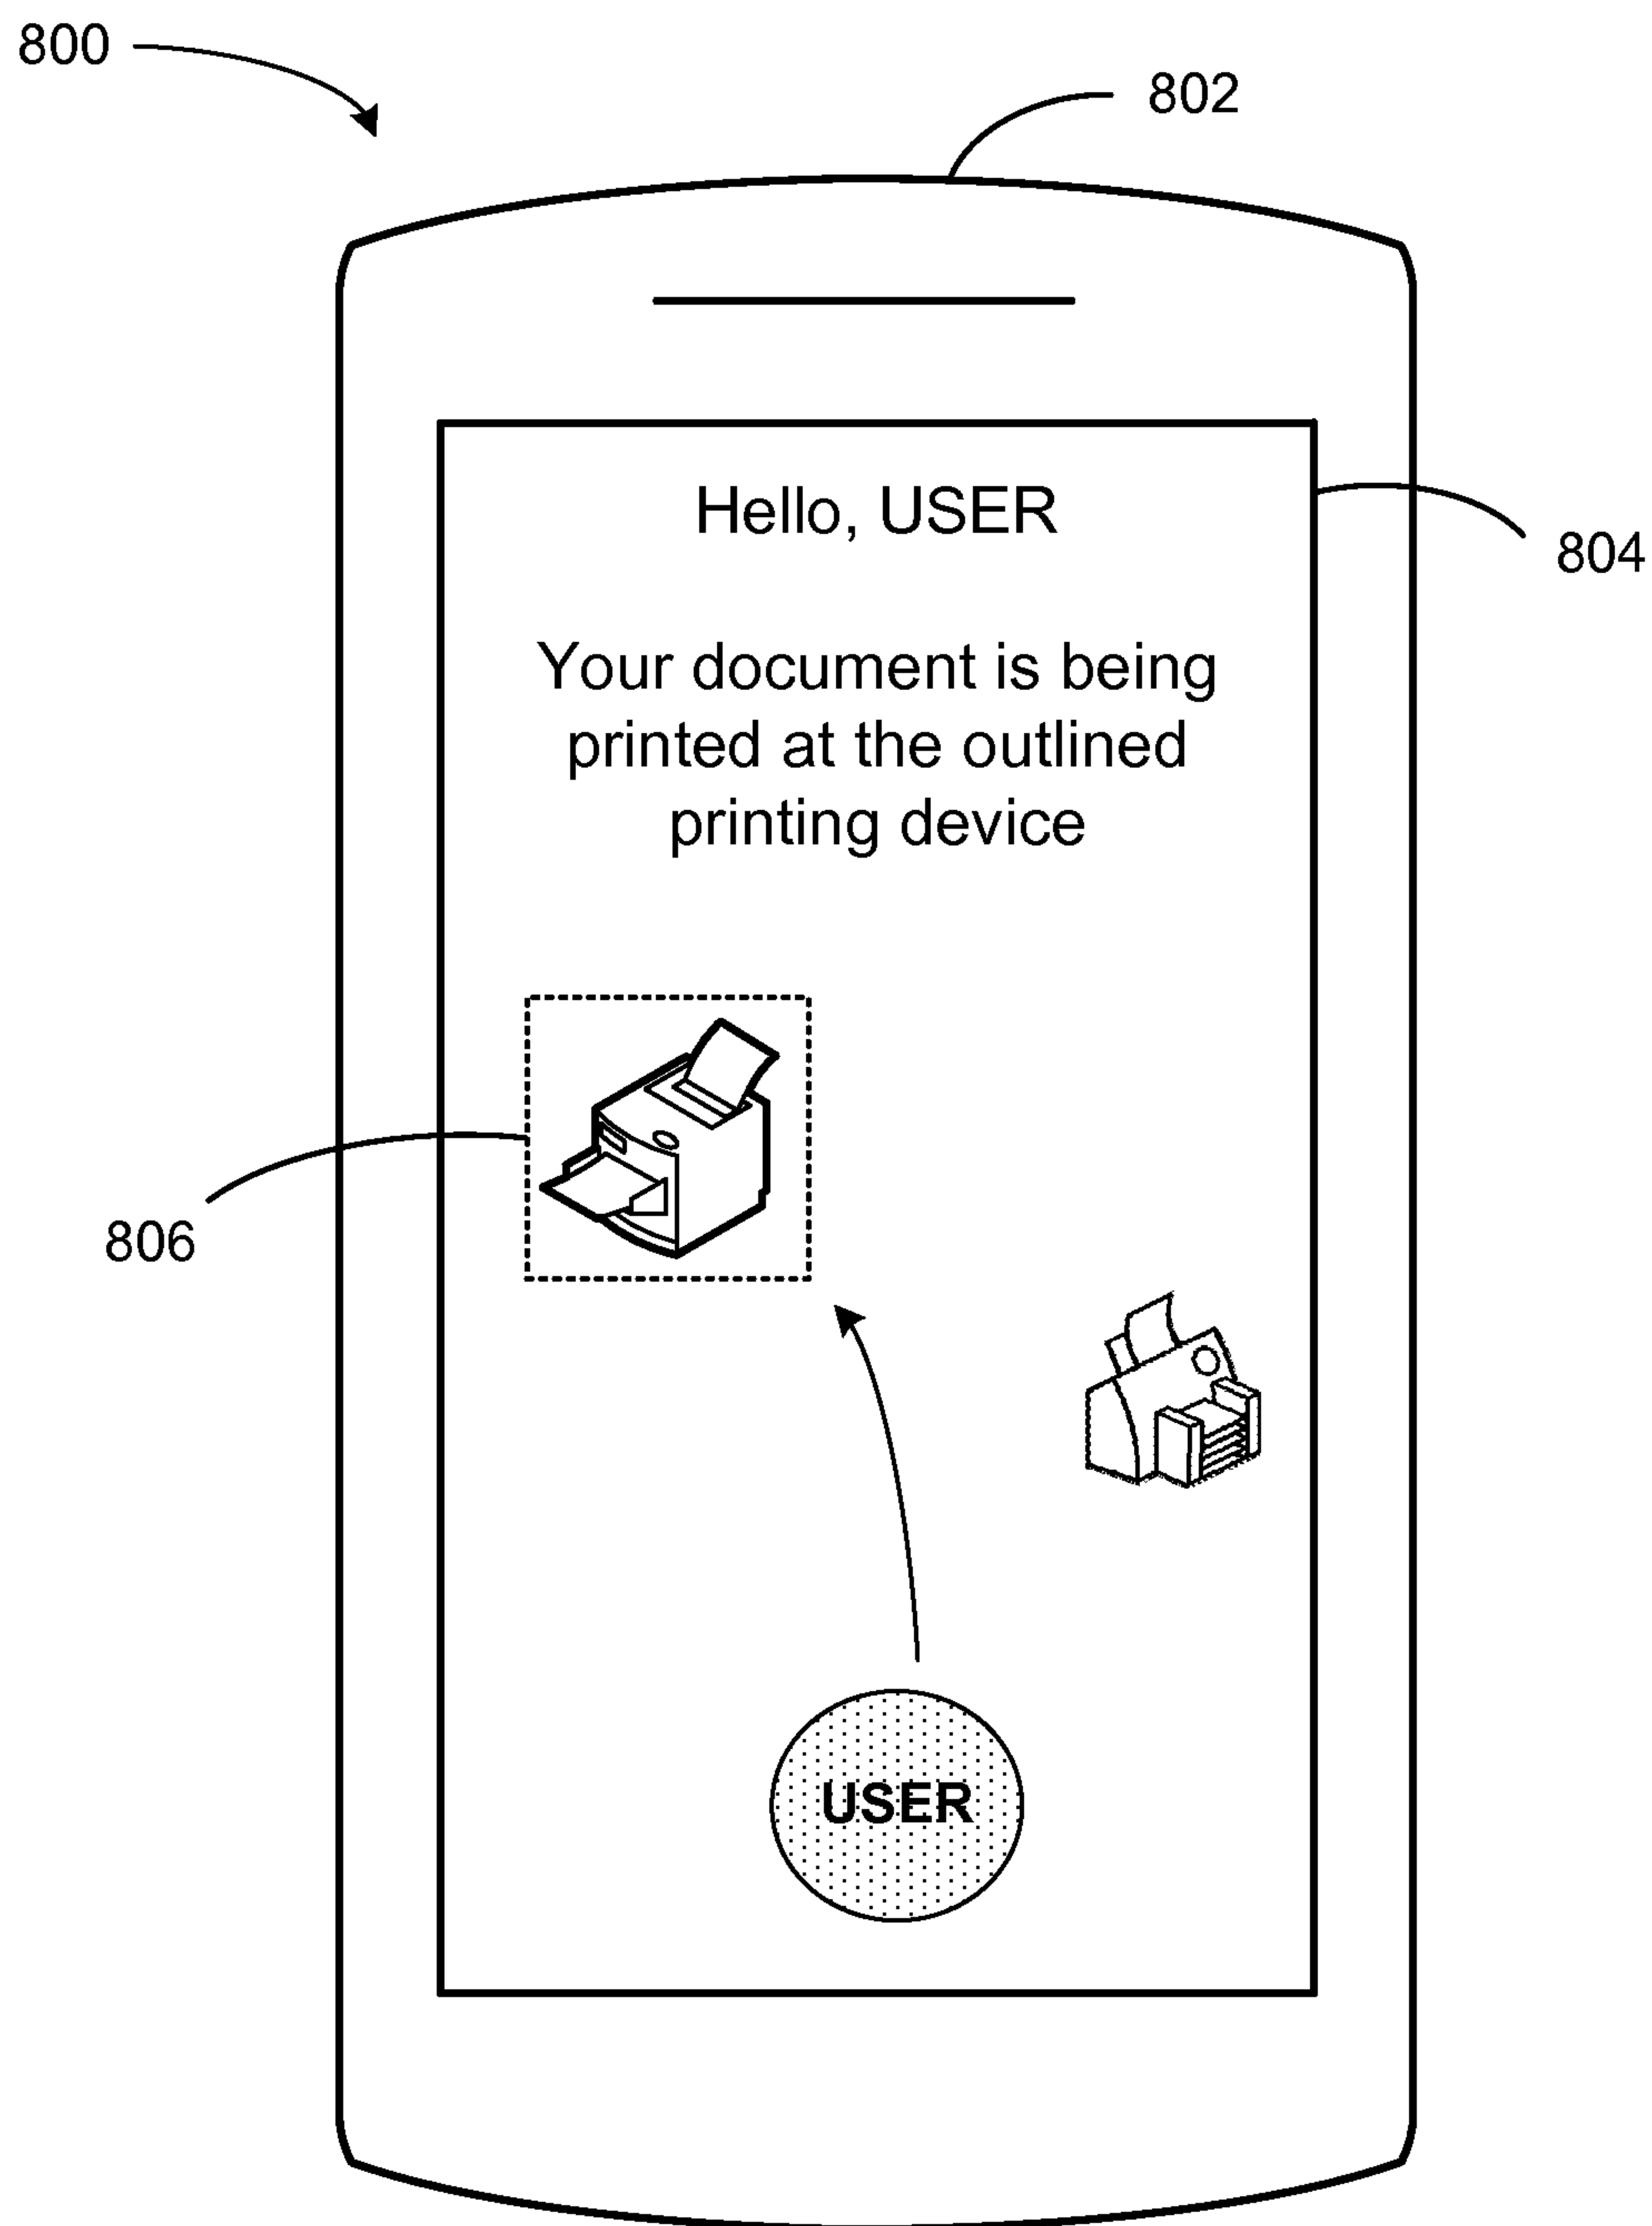 800
802
Hello, USER
804
Your document is being
printed at the outlined
printing device
806
USER